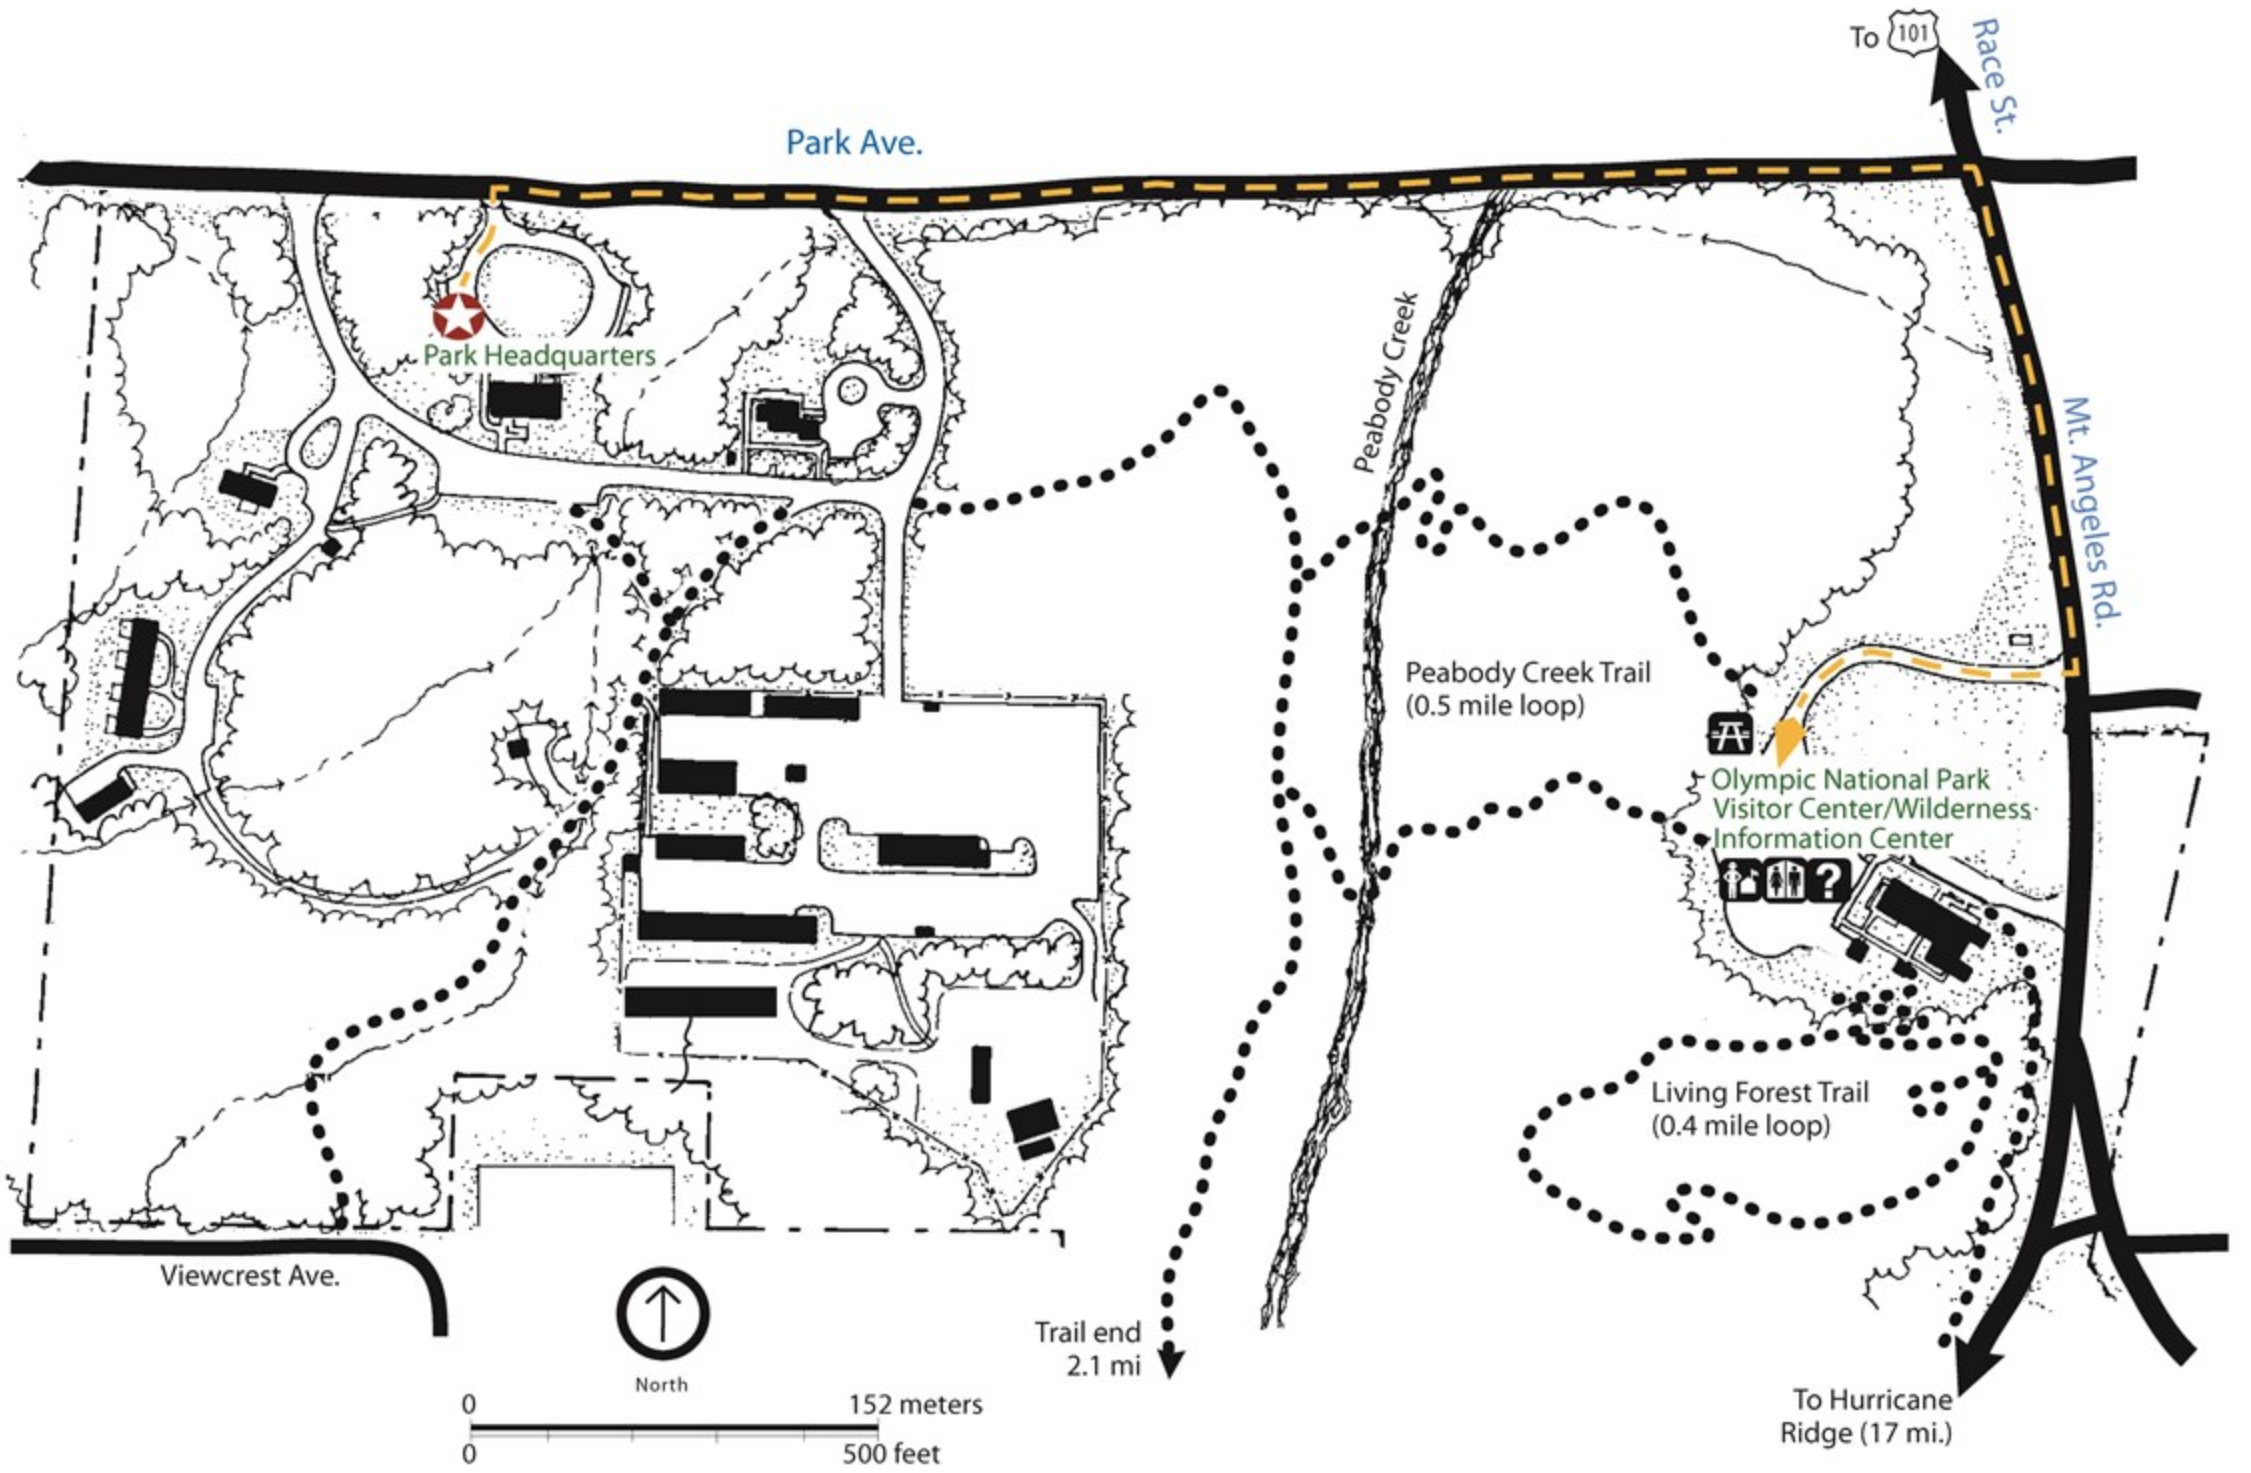 To 101
Race St.
Park Ave.
Park Headquarters
Peabody Creek
Mt. Angeles Rd.
Peabody Creek Trail
(0.5 mile loop)
Olympic National Park
Visitor Center/Wilderness
Information Center
?
Living Forest Trail
(0.4 mile loop)
Viewcrest Ave.
North
Trail end
2.1 mi
To Hurricane
Ridge (17 mi.)
0 152 meters
0 500 feet